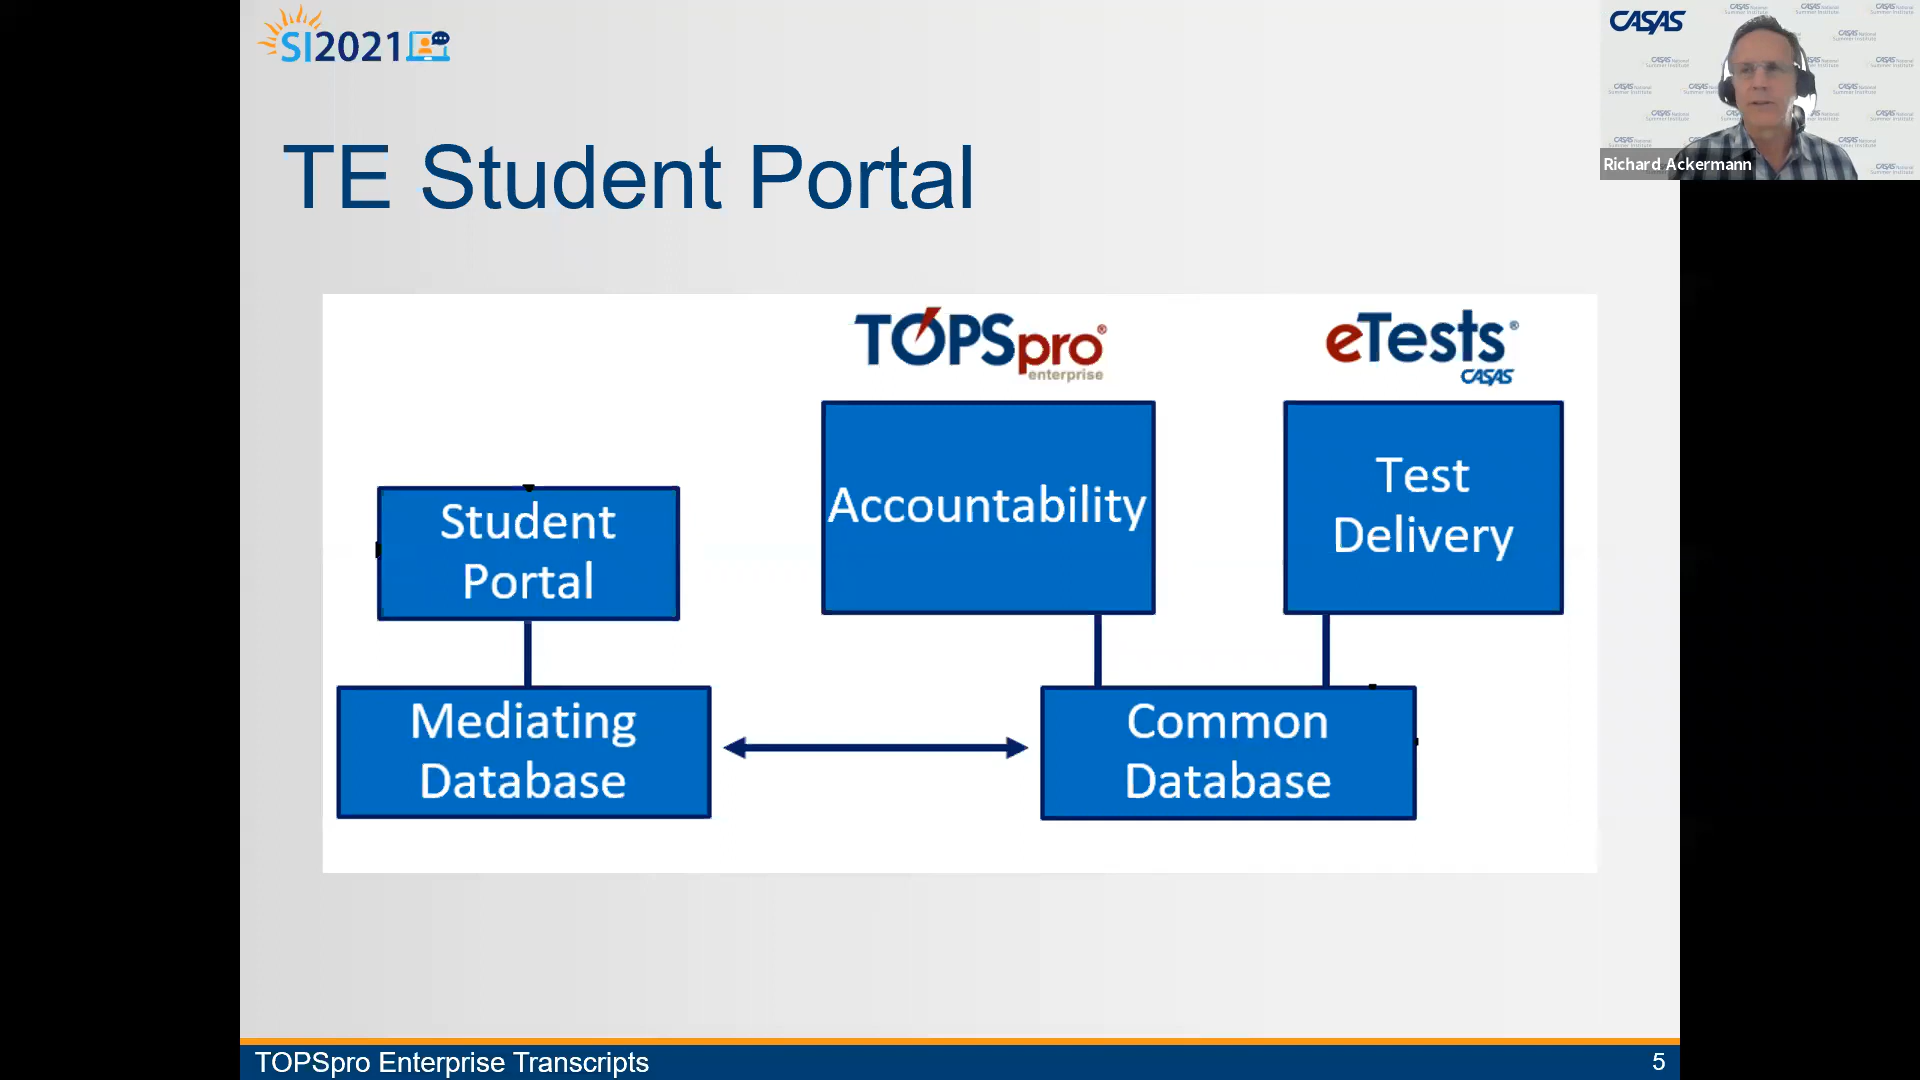 SI2021
CASAS
Richard Ackermann
TE Student Portal
TOPSpro®
enterprise
eTests®
CASAS
Accountability
Test
Delivery
Student
Portal
Mediating
Database
Common
Database
TOPSpro Enterprise Transcripts
5